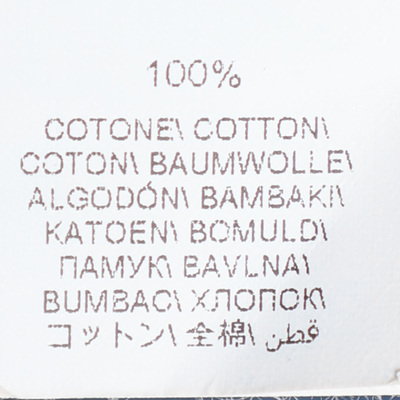 100%
COTONE\ COTTON\
COTON\ BAUMWOLLE\
ALGODÓN\ BAMBAKI\
KATOEN\ BOMULD\
ПАМУК\ BAVLNA\
BUMBAC\ ХЛОПОК\
コットン\ 全棉\ قطن